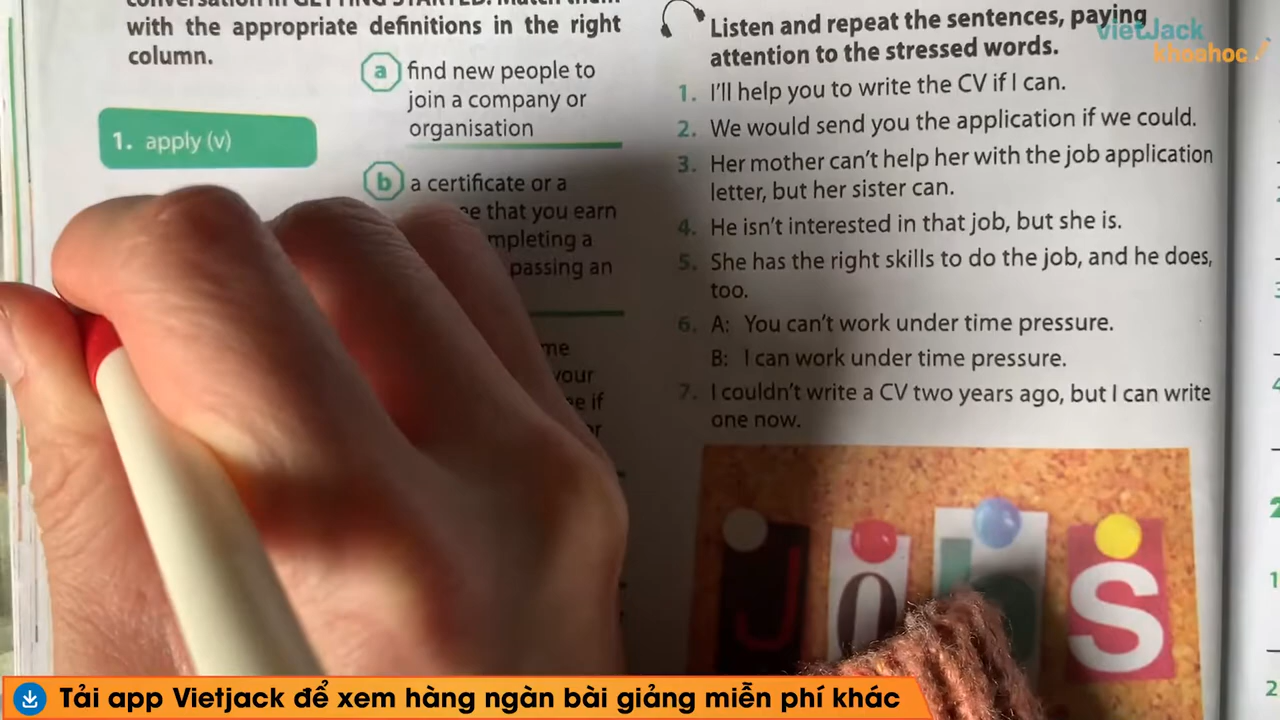 with the appropriate definitions in the right
column.
a find new people to
join a company or
organisation
1. apply (v)
b a certificate or a
that you earn
a
passing an
if
Listen and repeat the sentences, paying
attention to the stressed words.
1. I'll help you to write the CV if I can.
2. We would send you the application if we could.
3. Her mother can't help her with the job application
letter, but her sister can.
4. He isn't interested in that job, but she is.
5. She has the right skills to do the job, and he does,
too.
6. A: You can't work under time pressure.
B: I can work under time pressure.
7. I couldn't write a CV two years ago, but I can write
one now.
JobS
vietJack
khoahoc
Tải app Vietjack để xem hàng ngàn bài giảng miễn phí khác